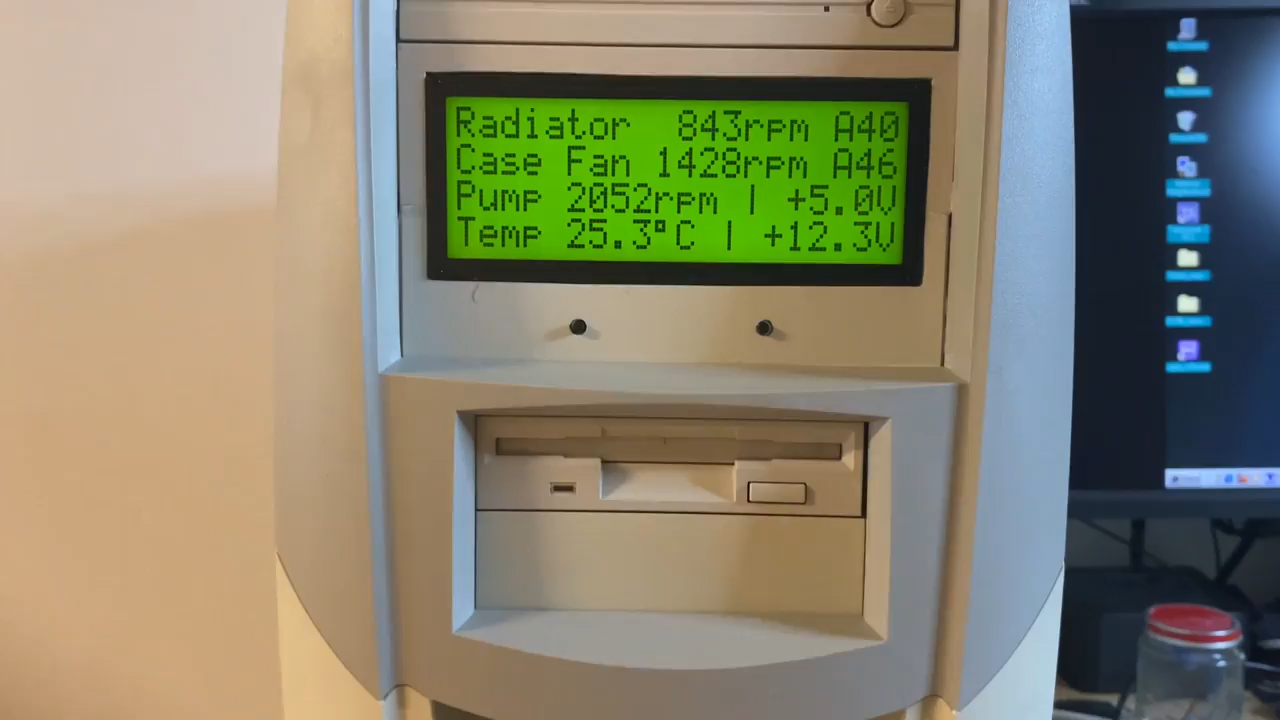 Radiator 843rpm A40
Case Fan 1428rpm A46
Pump 2052rpm | +5.0V
Temp 25.3°C | +12.3V